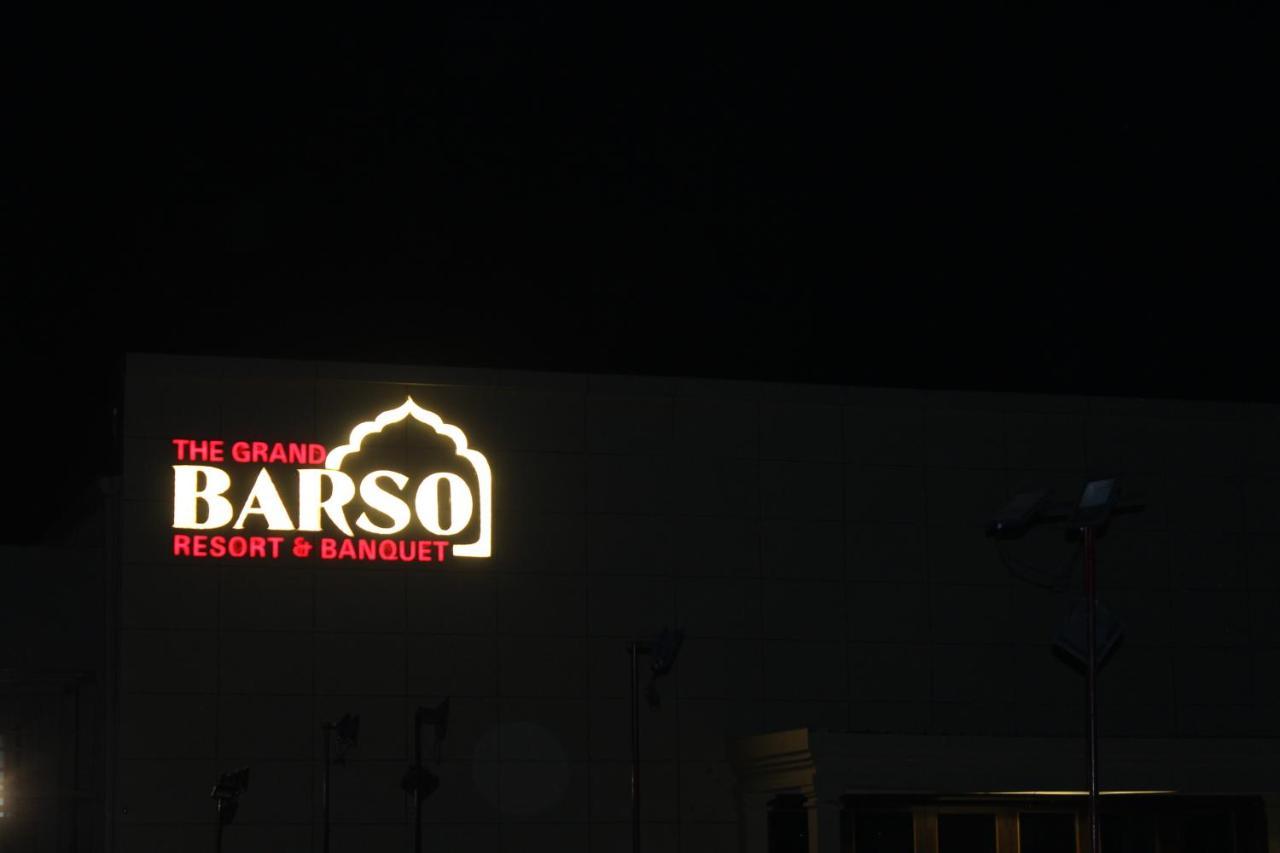 THE GRAND
BARSO
RESORT & BANQUET